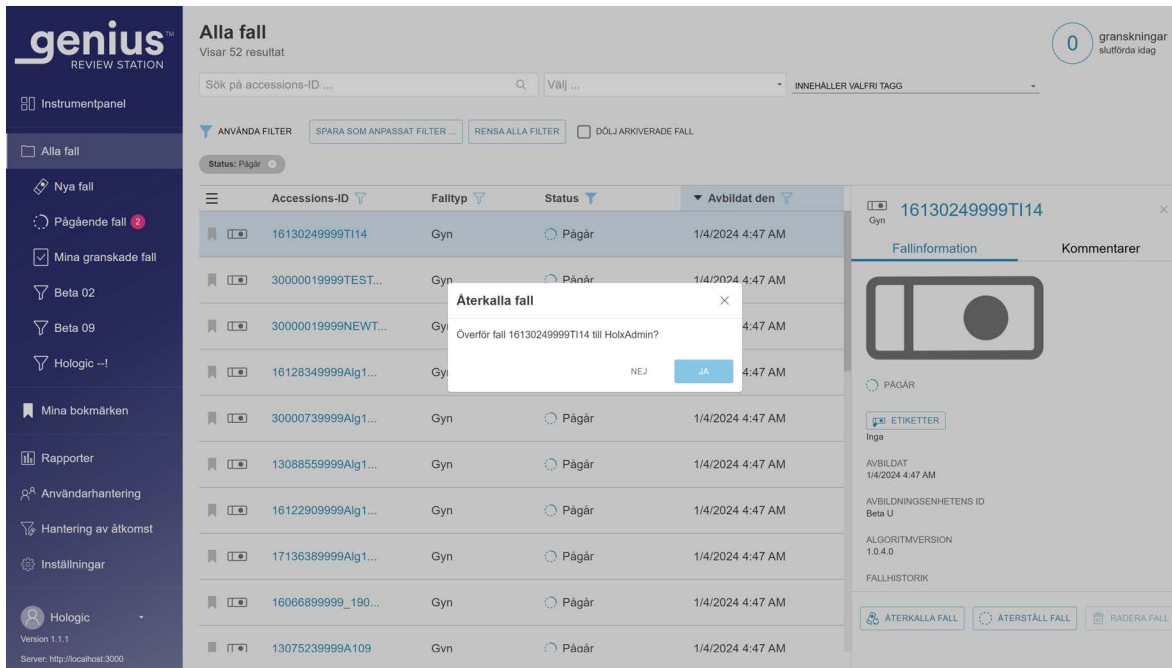 genius™
REVIEW STATION
Instrumentpanel
Alla fall
Nya fall
Pågående fall 2
Mina granskade fall
Beta 02
Beta 09
Hologic --!
Mina bokmärken
Rapporter
Användarhantering
Hantering av åtkomst
Inställningar
Hologic
Version 1.1.1
Server: http://localhost:3000
Alla fall
Visar 52 resultat
0 granskningar
slutförda idag
Sök på accessions-ID ...
Välj ...
INNEHÅLLER VALFRI TAGG
ANVÄNDA FILTER
SPARA SOM ANPASSAT FILTER ...
RENSA ALLA FILTER
DÖLJ ARKIVERADE FALL
Status: Pågår
Accessions-ID Falltyp Status Avbildat den
16130249999TI14 Gyn Pågår 1/4/2024 4:47 AM
30000019999TEST... Gyn Pågår 1/4/2024 4:47 AM
30000019999NEWT... Gy 4:47 AM
16128349999Alg1... Gy 4:47 AM
30000739999Alg1... Gyn Pågår 1/4/2024 4:47 AM
13088559999Alg1... Gyn Pågår 1/4/2024 4:47 AM
16122909999Alg1... Gyn Pågår 1/4/2024 4:47 AM
17136389999Alg1... Gyn Pågår 1/4/2024 4:47 AM
16066899999_190... Gyn Pågår 1/4/2024 4:47 AM
13075239999A109 Gyn Pågår 1/4/2024 4:47 AM
Återkalla fall
Överför fall 16130249999TI14 till HolxAdmin?
NEJ
JA
16130249999TI14
Gyn
Fallinformation
Kommentarer
PÅGÅR
ETIKETTER
Inga
AVBILDAT
1/4/2024 4:47 AM
AVBILDNINGSENHETENS ID
Beta U
ALGORITMVERSION
1.0.4.0
FALLHISTORIK
ÅTERKALLA FALL
ÅTERSTÄLL FALL
RADERA FALL